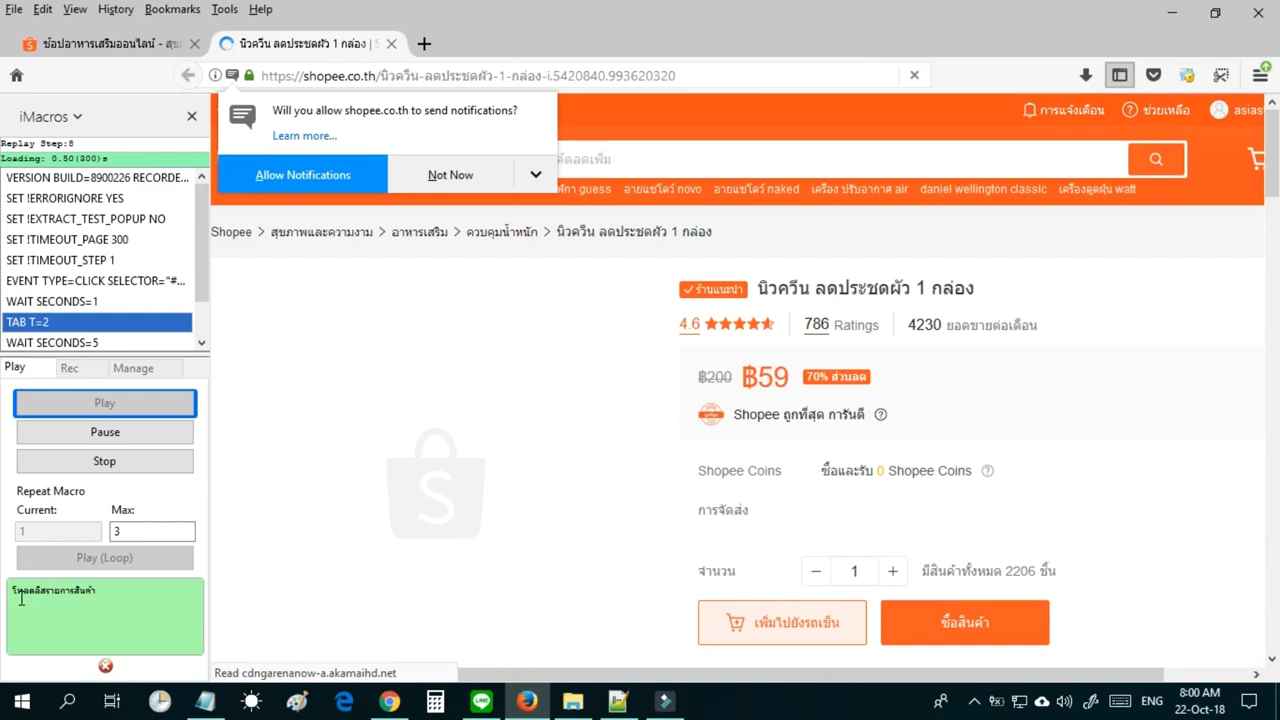 File Edit View History Bookmarks Tools Help
ช้อปอาหารเสริมออนไลน์ - สุขภ
นิวควีน ลดประชดผัว 1 กล่อง | S
https://shopee.co.th/นิวควีน-ลดประชดผัว-1-กล่อง-i.5420840.993620320
iMacros
Replay Step:8
Loading: 0.50(300)s
VERSION BUILD=8900226 RECORDE...
SET !ERRORIGNORE YES
SET !EXTRACT_TEST_POPUP NO
SET !TIMEOUT_PAGE 300
SET !TIMEOUT_STEP 1
EVENT TYPE=CLICK SELECTOR="#...
WAIT SECONDS=1
TAB T=2
WAIT SECONDS=5
Play Rec Manage
Play
Pause
Stop
Repeat Macro
Current: Max:
1 3
Play (Loop)
โหลดลิสรายการสินค้า
Will you allow shopee.co.th to send notifications?
Learn more...
Allow Notifications Not Now
การแจ้งเตือน ช่วยเหลือ asias
คัดลดเพิ่ม
guess อายแชโดว์ novo อายแชโดว์ naked เครื่อง ปรับอากาศ air daniel wellington classic เครื่องดูดฝุ่น watt
Shopee > สุขภาพและความงาม > อาหารเสริม > ควบคุมน้ำหนัก > นิวควีน ลดประชดผัว 1 กล่อง
ร้านแนะนำ นิวควีน ลดประชดผัว 1 กล่อง
4.6 786 Ratings 4230 ยอดขายต่อเดือน
฿200 ฿59 70% ส่วนลด
Shopee ถูกที่สุด การันตี
Shopee Coins ซื้อและรับ 0 Shopee Coins
การจัดส่ง
จำนวน 1 มีสินค้าทั้งหมด 2206 ชิ้น
เพิ่มไปยังรถเข็น ซื้อสินค้า
Read cdngarenanow-a.akamaihd.net
ENG
8:00 AM
22-Oct-18